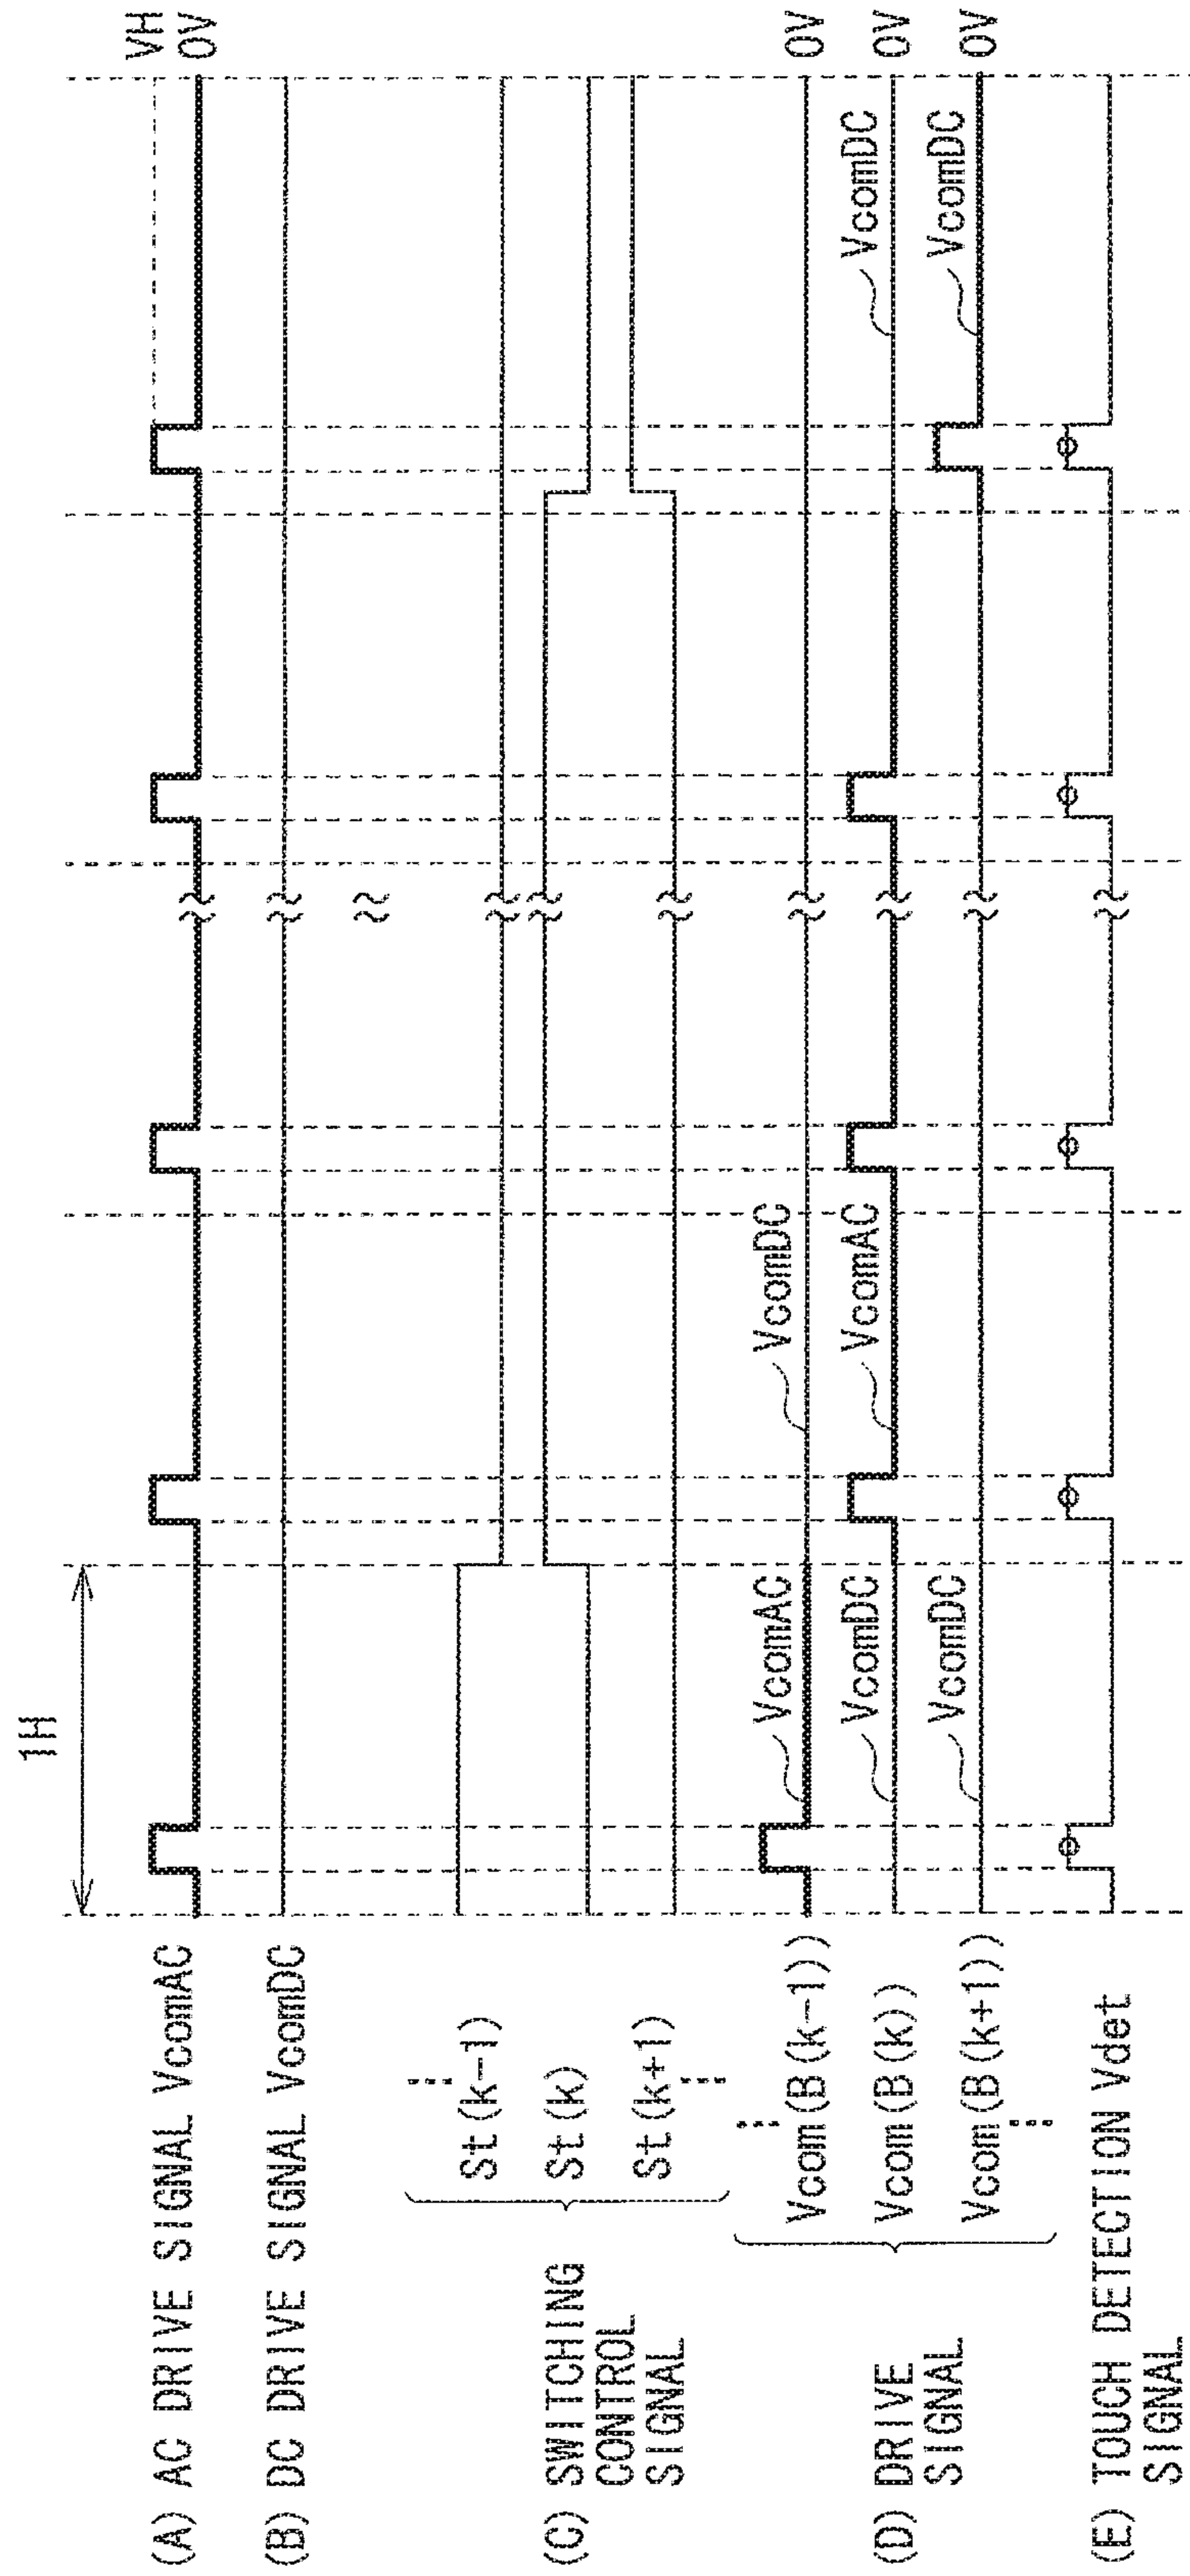 1H
VH
0V
(A) AC DRIVE SIGNAL VcomAC
(B) DC DRIVE SIGNAL VcomDC
(C) SWITCHING
CONTROL
SIGNAL
St(k-1)
St(k)
St(k+1)
(D) DRIVE
SIGNAL
Vcom(B(k-1))
VcomAC
VcomDC
0V
Vcom(B(k))
VcomDC
VcomAC
VcomDC
0V
Vcom(B(k+1))
VcomDC
VcomDC
0V
(E) TOUCH DETECTION Vdet
SIGNAL